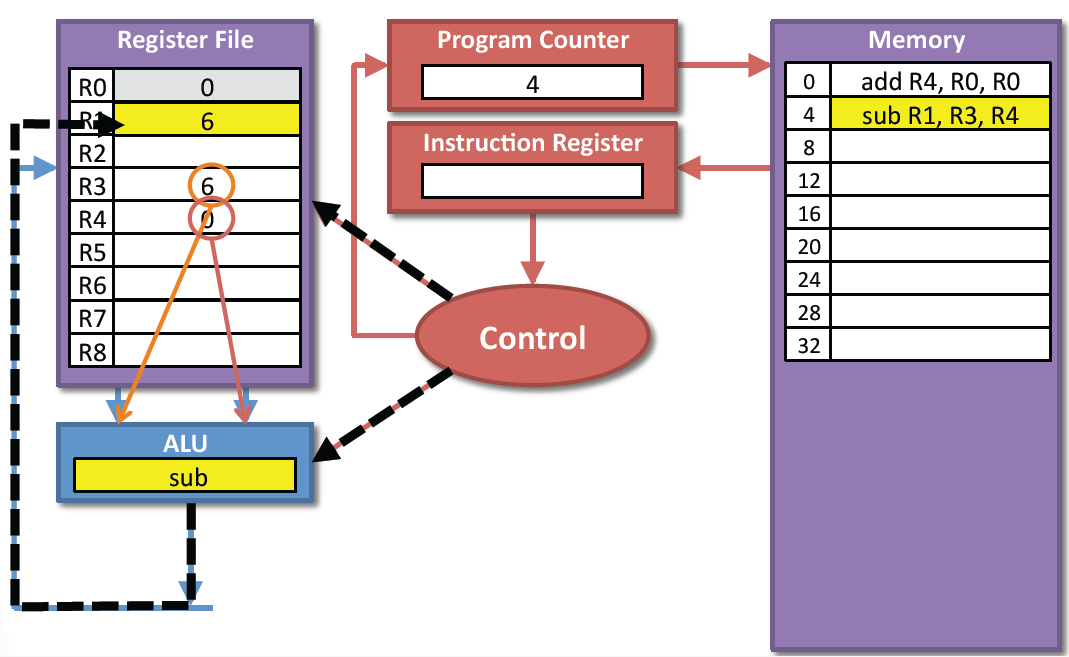 Register File
R0 0
R1 6
R2
R3 6
R4 0
R5
R6
R7
R8
ALU
sub
Program Counter
4
Instruction Register
Control
Memory
0 add R4, R0, R0
4 sub R1, R3, R4
8
12
16
20
24
28
32